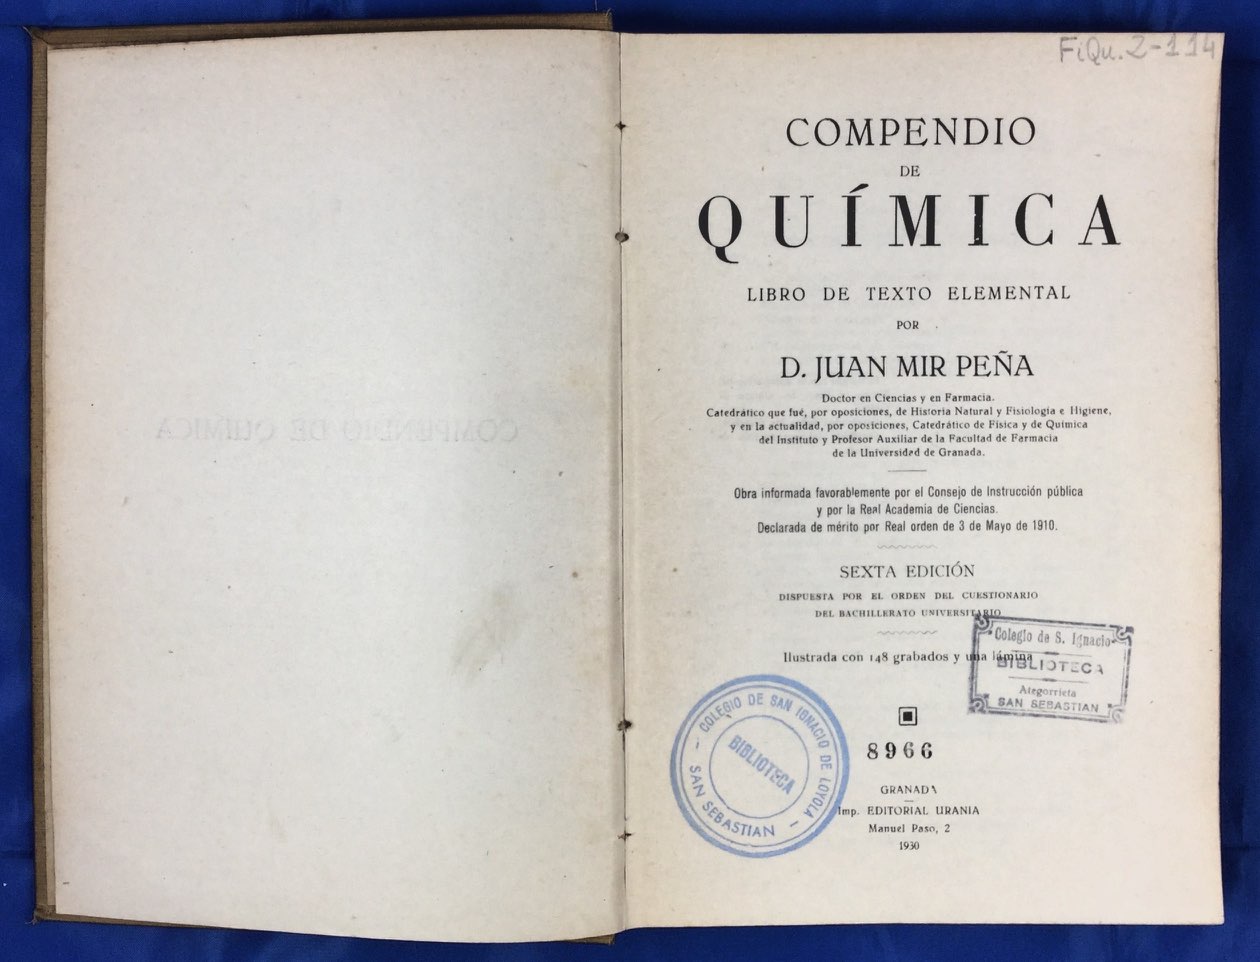 FiQu. 2-114
COMPENDIO
DE
QUÍMICA
LIBRO DE TEXTO ELEMENTAL
POR
D. JUAN MIR PEÑA
Doctor en Ciencias y en Farmacia.
Catedrático que fué, por oposiciones, de Historia Natural y Fisiología e Higiene,
y en la actualidad, por oposiciones, Catedrático de Física y de Química
del Instituto y Profesor Auxiliar de la Facultad de Farmacia
de la Universidad de Granada.
Obra informada favorablemente por el Consejo de Instrucción pública
y por la Real Academia de Ciencias.
Declarada de mérito por Real orden de 3 de Mayo de 1910.
SEXTA EDICIÓN
DISPUESTA POR EL ORDEN DEL CUESTIONARIO
DEL BACHILLERATO UNIVERSITARIO
Ilustrada con 148 grabados y una lámina
Colegio de S. Ignacio
BIBLIOTECA
Ategorrieta
SAN SEBASTIAN
COLEGIO DE SAN IGNACIO DE LOYOLA
BIBLIOTECA
SAN SEBASTIAN
8966
GRANADA
Imp. EDITORIAL URANIA
Manuel Paso, 2
1930
COMPENDIO DE QUÍMICA